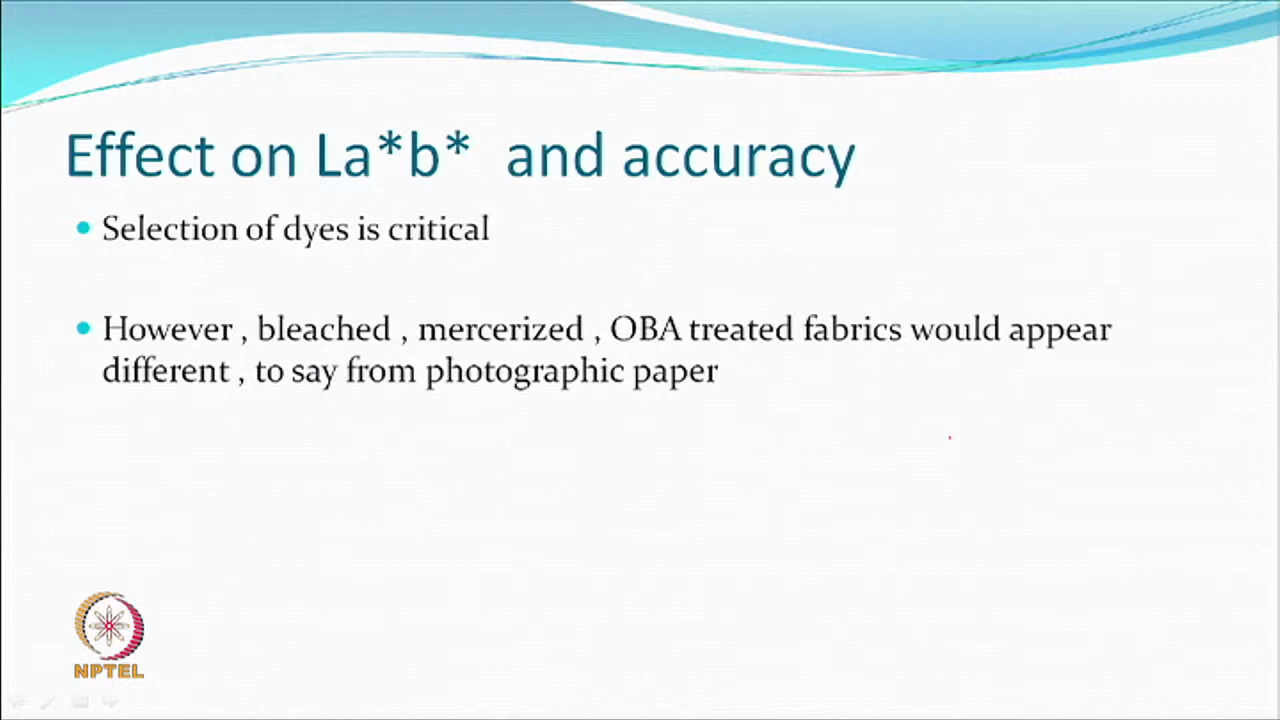 Effect on La*b* and accuracy
Selection of dyes is critical
However , bleached , mercerized , OBA treated fabrics would appear
different , to say from photographic paper
NPTEL